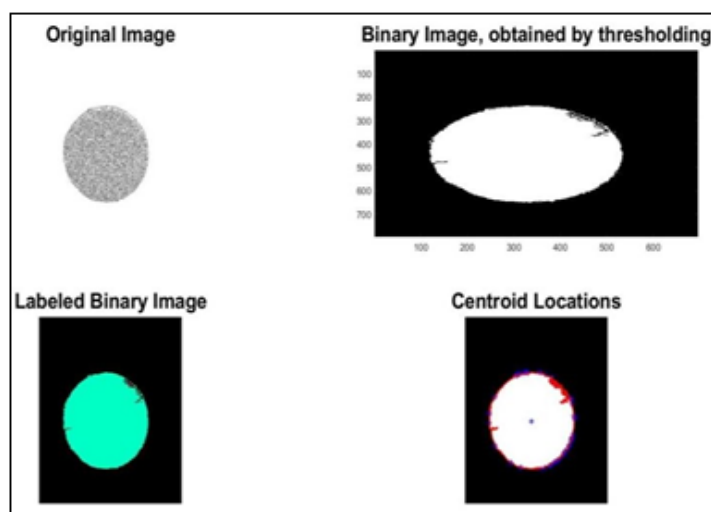 Original Image
Binary Image, obtained by thresholding
100
200
300
400
500
600
700
100 200 300 400 500 600
Labeled Binary Image
Centroid Locations